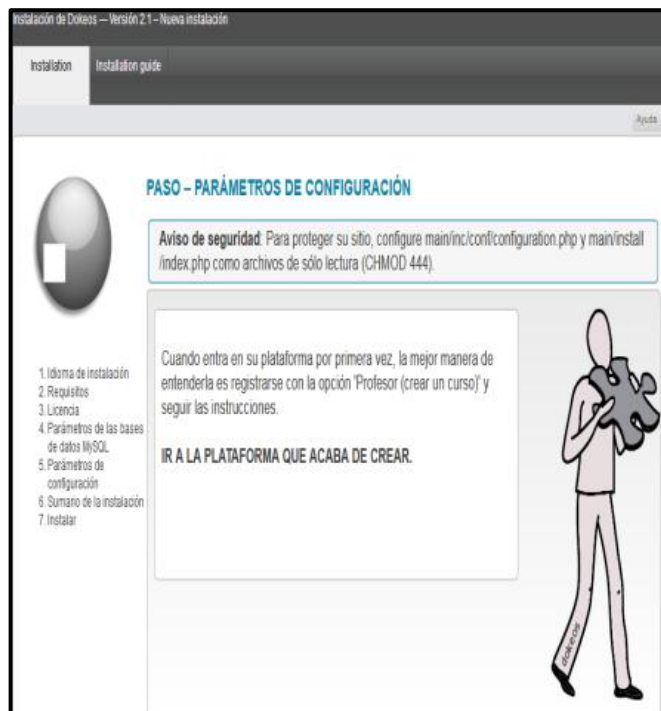 Instalación de Dokeos — Versión 2.1 – Nueva instalación
Installation
Installation guide
Ayuda
PASO – PARÁMETROS DE CONFIGURACIÓN
Aviso de seguridad: Para proteger su sitio, configure main/inc/conf/configuration.php y main/install
/index.php como archivos de sólo lectura (CHMOD 444).
1. Idioma de instalación
2. Requisitos
3. Licencia
4. Parámetros de las bases
de datos MySQL
5. Parámetros de
configuración
6. Sumario de la instalación
7. Instalar
Cuando entra en su plataforma por primera vez, la mejor manera de
entenderla es registrarse con la opción 'Profesor (crear un curso)' y
seguir las instrucciones.
IR A LA PLATAFORMA QUE ACABA DE CREAR.
dokeos